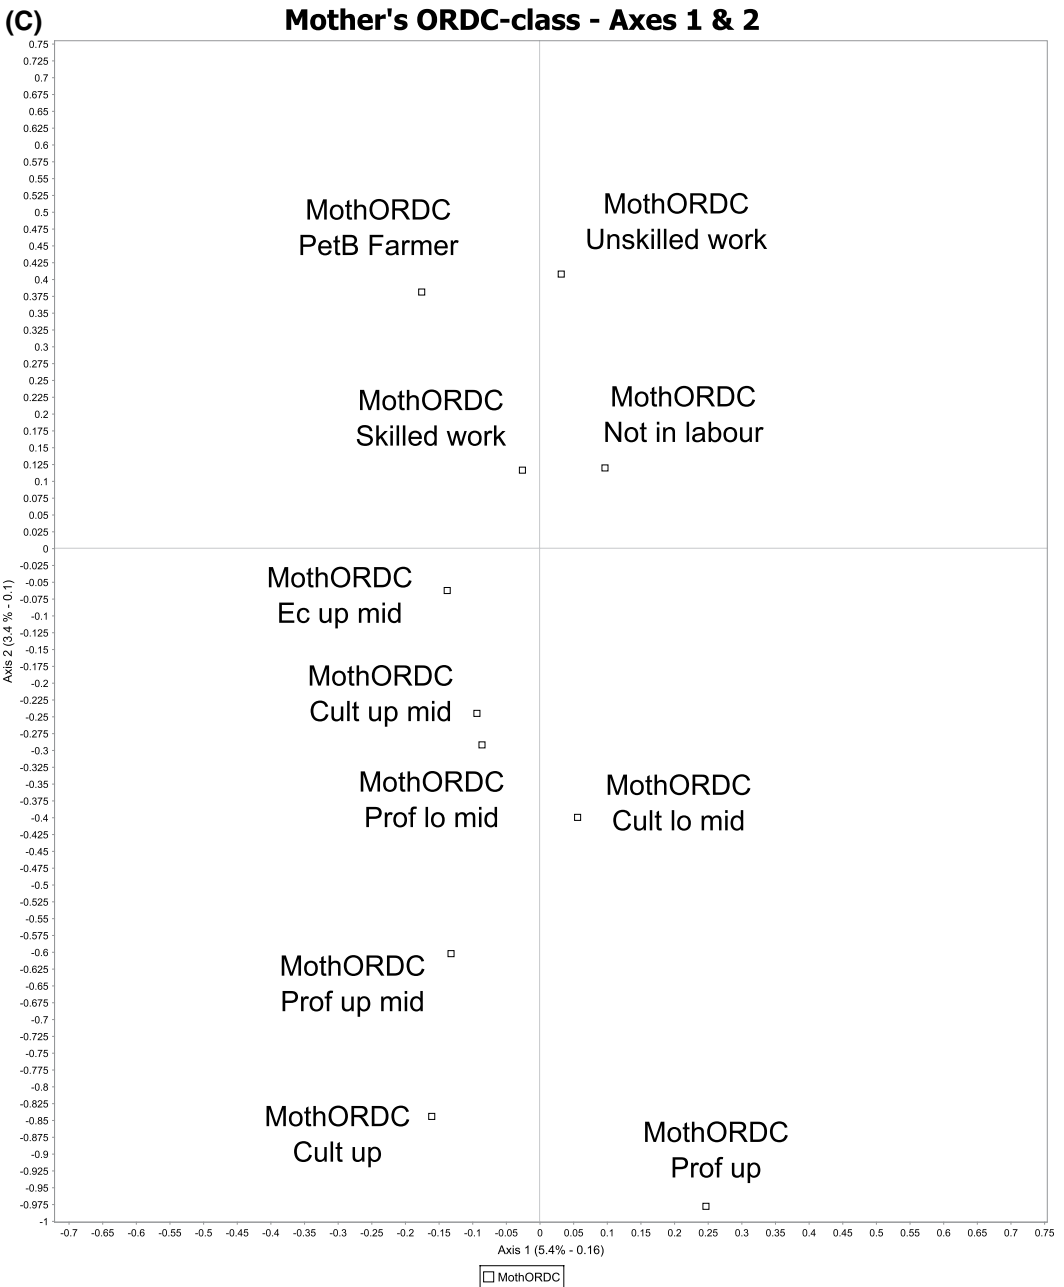 (C)
Mother's ORDC-class - Axes 1 & 2
0.75
0.725
0.7
0.675
0.65
0.625
0.6
0.575
0.55
0.525
0.5
0.475
0.45
0.425
0.4
0.375
0.35
0.325
0.3
0.275
0.25
0.225
0.2
0.175
0.15
0.125
0.1
0.075
0.05
0.025
0
-0.025
-0.05
-0.075
-0.1
-0.125
-0.15
-0.175
-0.2
-0.225
-0.25
-0.275
-0.3
-0.325
-0.35
-0.375
-0.4
-0.425
-0.45
-0.475
-0.5
-0.525
-0.55
-0.575
-0.6
-0.625
-0.65
-0.675
-0.7
-0.725
-0.75
-0.775
-0.8
-0.825
-0.85
-0.875
-0.9
-0.925
-0.95
-0.975
-1
Axis 2 (3.4 % - 0.1)
MothORDC
PetB Farmer
MothORDC
Unskilled work
MothORDC
Skilled work
MothORDC
Not in labour
MothORDC
Ec up mid
MothORDC
Cult up mid
MothORDC
Prof lo mid
MothORDC
Cult lo mid
MothORDC
Prof up mid
MothORDC
Cult up
MothORDC
Prof up
-0.7 -0.65 -0.6 -0.55 -0.5 -0.45 -0.4 -0.35 -0.3 -0.25 -0.2 -0.15 -0.1 -0.05 0 0.05 0.1 0.15 0.2 0.25 0.3 0.35 0.4 0.45 0.5 0.55 0.6 0.65 0.7 0.75
Axis 1 (5.4% - 0.16)
MothORDC